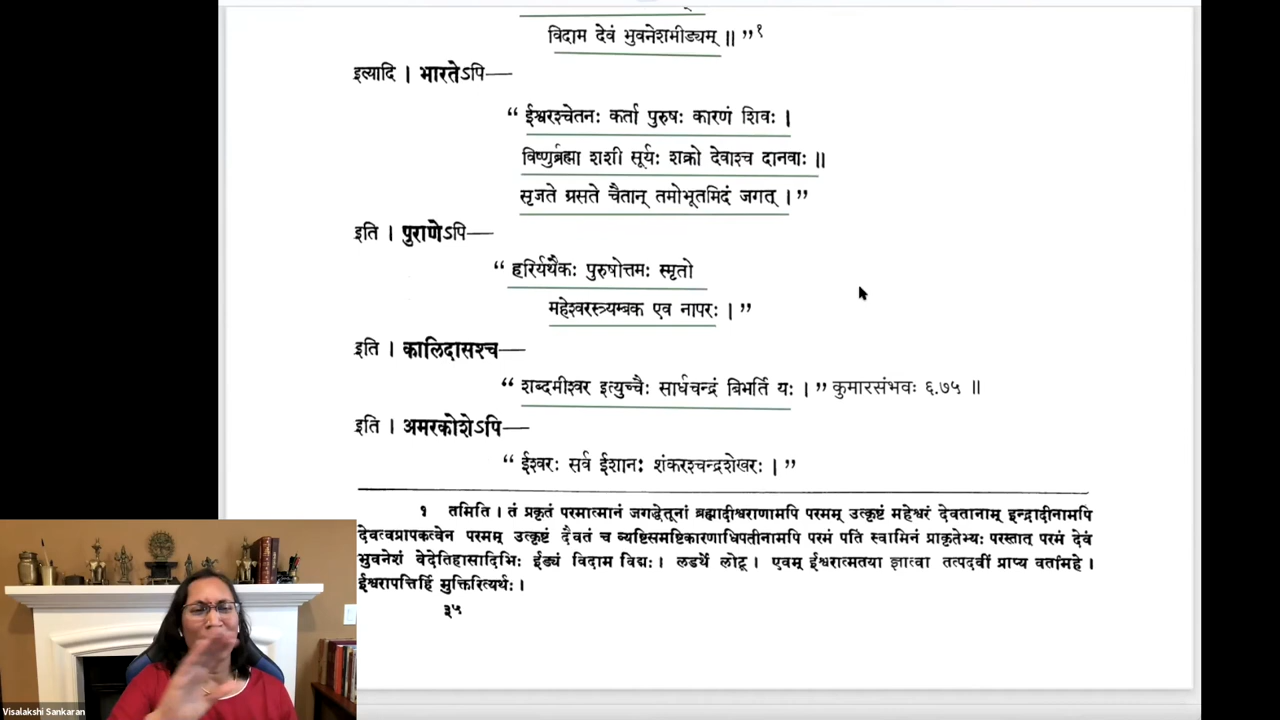 विदाम देवं भुवनेशमीड्यम् ॥ ”१
इत्यादि । भारतेऽपि—
“ ईश्वरश्चेतनः कर्ता पुरुषः कारणं शिवः ।
विष्णुर्ब्रह्मा शशी सूर्यः शक्रो देवाश्च दानवाः ॥
सृजते ग्रसते चैतान् तमोभूतमिदं जगत् । ”
इति । पुराणेऽपि—
“ हरिर्यथैकः पुरुषोत्तमः स्मृतो
महेश्वरस्त्र्यम्बक एव नापरः । ”
इति । कालिदासश्च—
“ शब्दमीश्वर इत्युच्चैः सार्धचन्द्रं बिभर्ति यः । ” कुमारसंभवः ६.७५ ॥
इति । अमरकोशेऽपि—
“ ईश्वरः सर्व ईशानः शंकरश्चन्द्रशेखरः । ”
१ तमिति । तं प्रकृतं परमात्मानं जगद्धेतूनां ब्रह्मादीश्वराणामपि परमम् उत्कृष्टं महेश्वरं देवतानाम् इन्द्रादीनामपि
देवत्वप्रापकत्वेन परमम् उत्कृष्टं दैवतं च व्यष्टिसमष्टिकारणाधिपतीनामपि परमं पतिं स्वामिनं प्राकृतेभ्यः परस्तात् परमं देवं
भुवनेशं वेदेतिहासादिभिः ईड्यं विदाम विद्मः । लडर्थे लोट् । एवम् ईश्वरात्मतया ज्ञात्वा तत्पदवीं प्राप्य वर्तामहे ।
ईश्वरापत्तिर्हि मुक्तिरित्यर्थः ।
३५
Visalakshi Sankaran